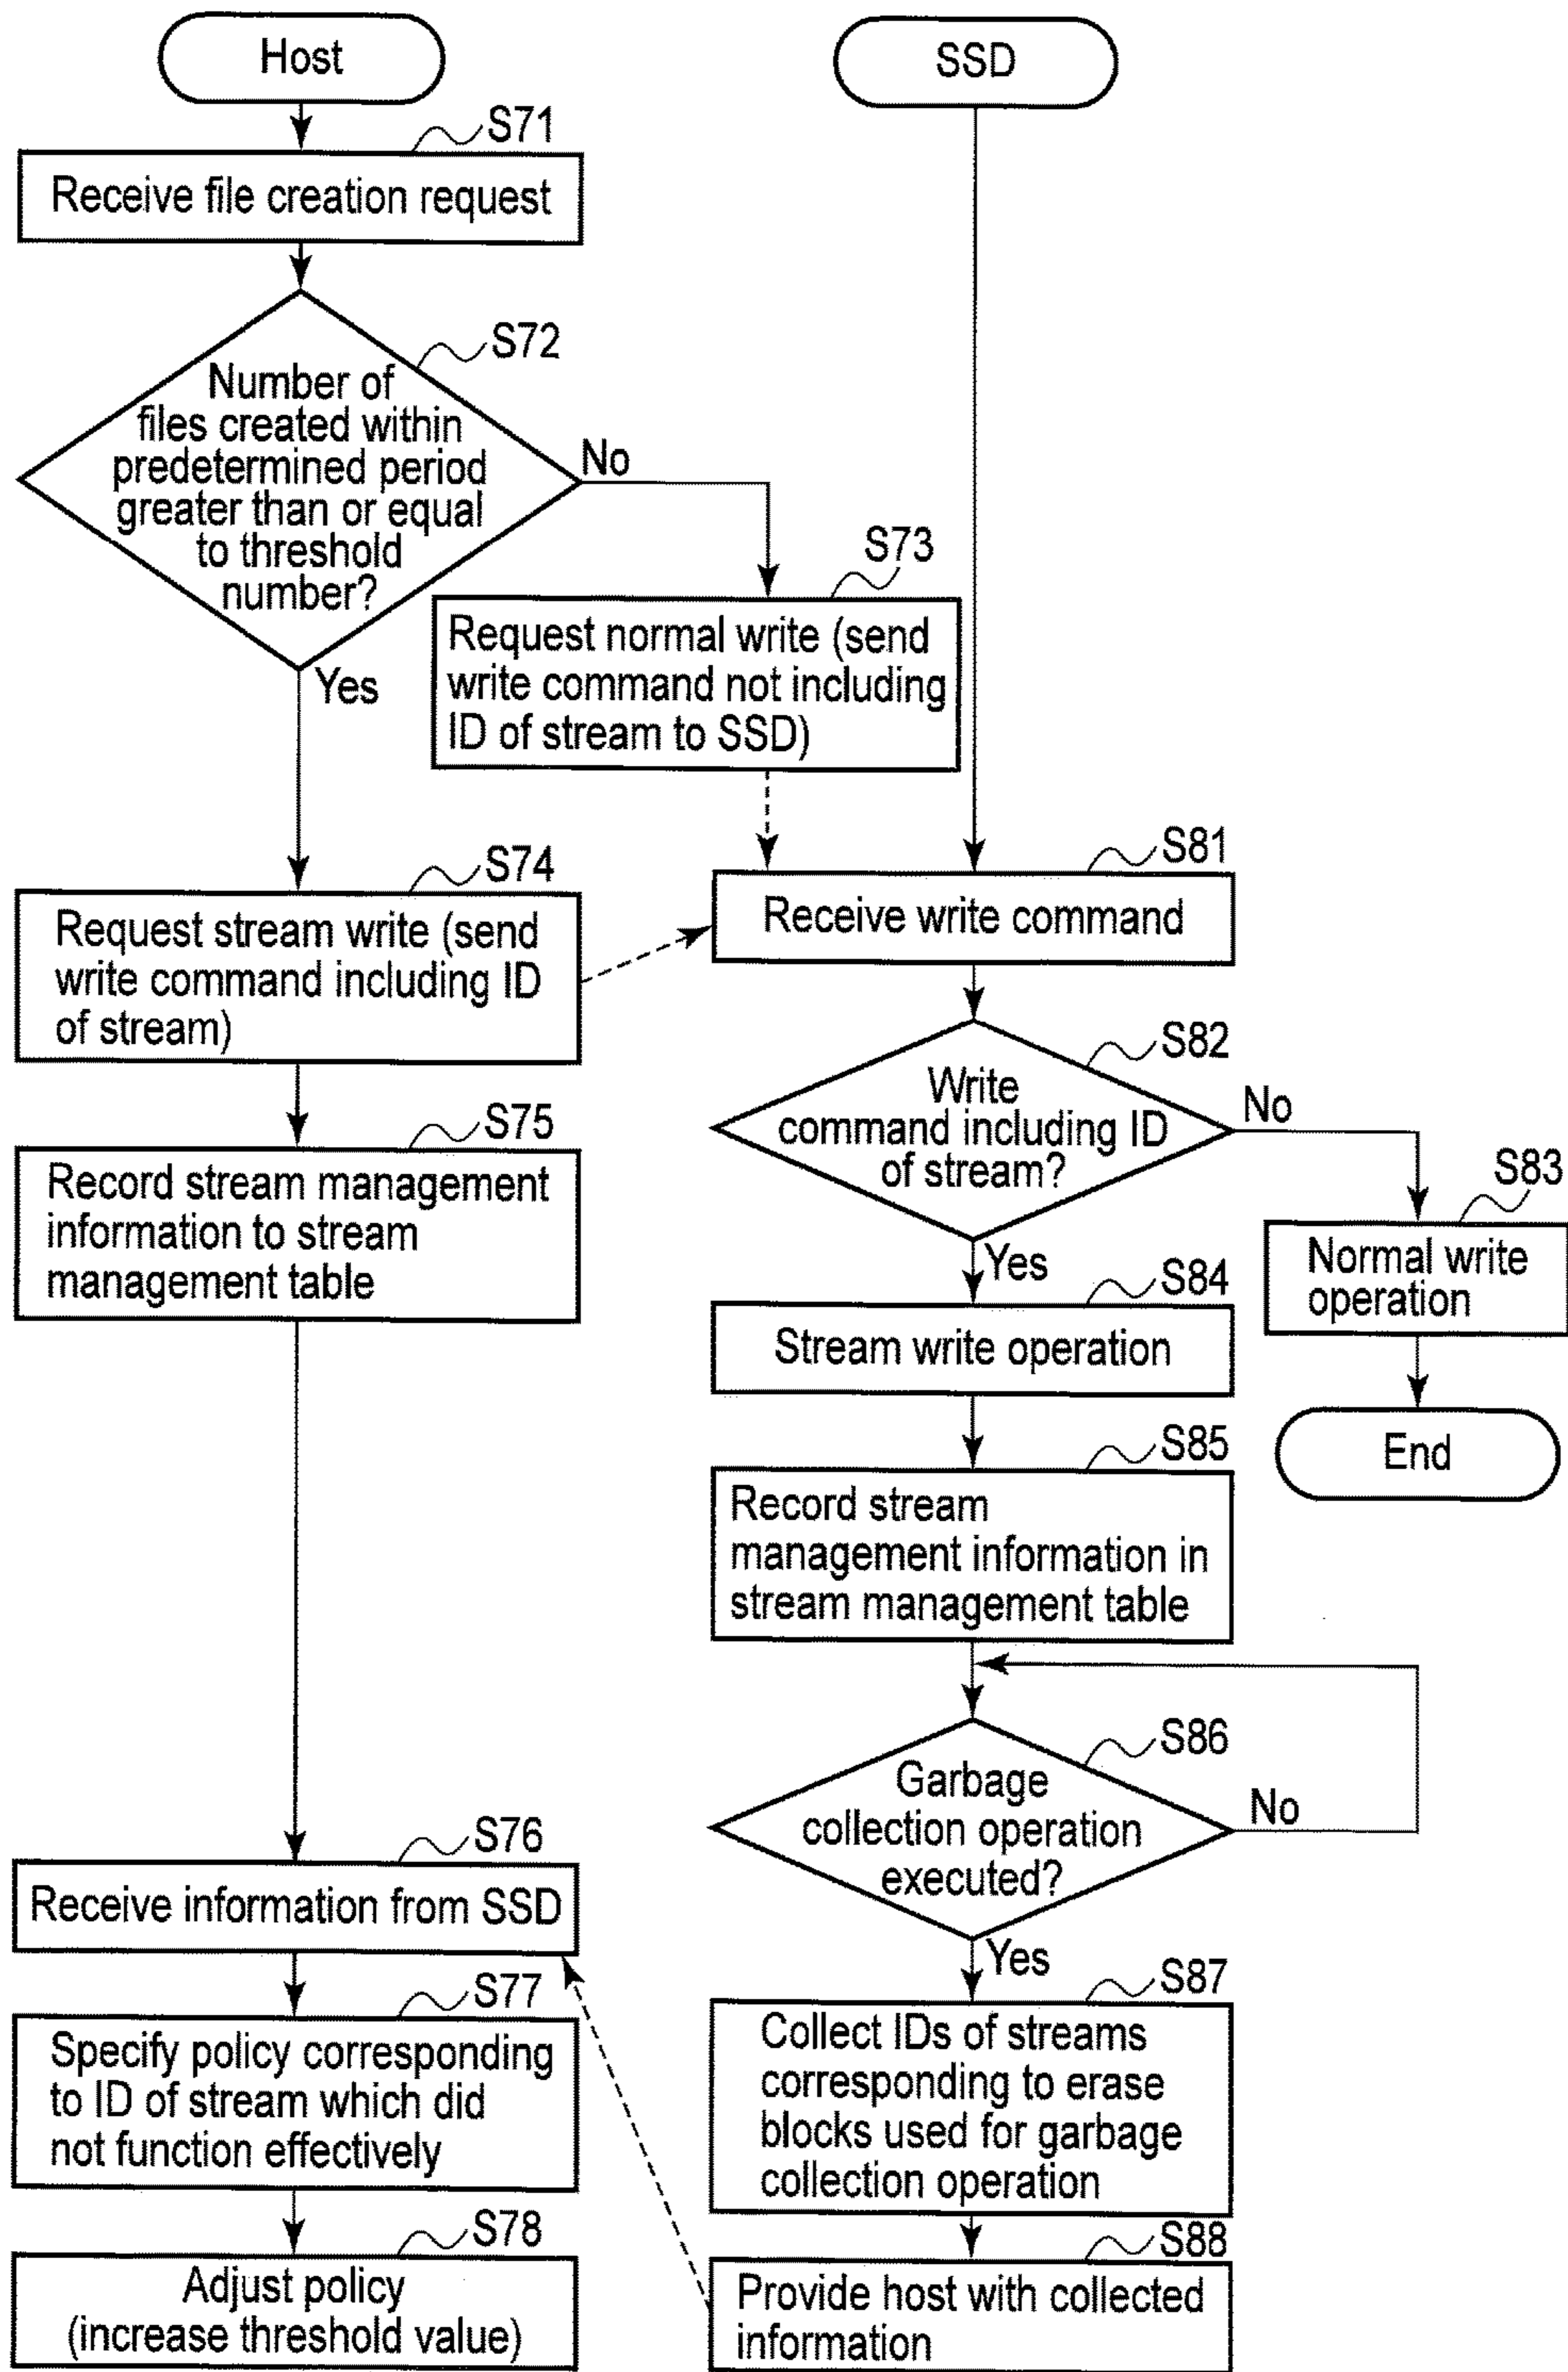 Host
SSD
S71
Receive file creation request
S72
Number of
files created within
predetermined period
greater than or equal
to threshold
number?
No
Yes
S73
Request normal write (send
write command not including
ID of stream to SSD)
S74
Request stream write (send
write command including ID
of stream)
S81
Receive write command
S82
Write
command including ID
of stream?
No
Yes
S83
Normal write
operation
End
S75
Record stream management
information to stream
management table
S84
Stream write operation
S85
Record stream
management information in
stream management table
S86
Garbage
collection operation
executed?
No
Yes
S76
Receive information from SSD
S77
Specify policy corresponding
to ID of stream which did
not function effectively
S78
Adjust policy
(increase threshold value)
S87
Collect IDs of streams
corresponding to erase
blocks used for garbage
collection operation
S88
Provide host with collected
information